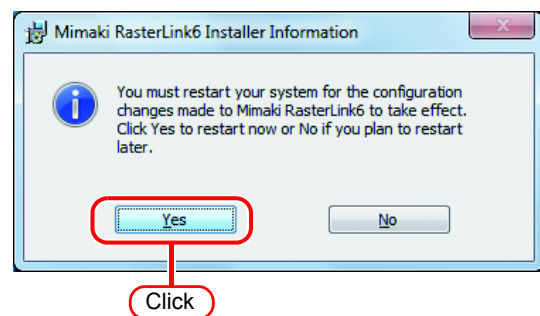 Mimaki RasterLink6 Installer Information
You must restart your system for the configuration
changes made to Mimaki RasterLink6 to take effect.
Click Yes to restart now or No if you plan to restart
later.
Yes
No
Click